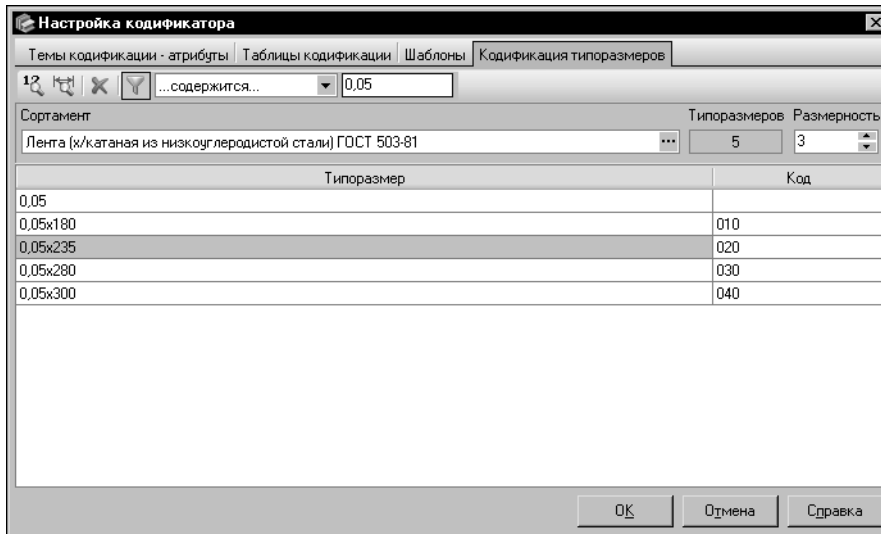 Настройка кодификатора
Темы кодификации - атрибуты Таблицы кодификации Шаблоны Кодификация типоразмеров
12 ...содержится... 0,05
Сортамент Типоразмеров Размерность
Лента (х/катаная из низкоуглеродистой стали) ГОСТ 503-81 ... 5 3
Типоразмер Код
0,05
0,05x180 010
0,05x235 020
0,05x280 030
0,05x300 040
OK Отмена Справка